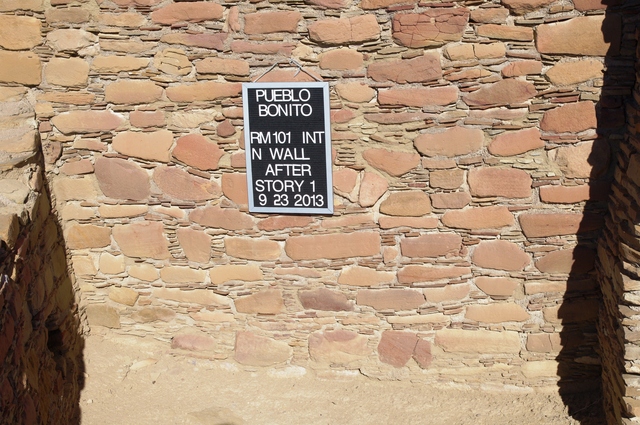 PUEBLO
BONITO
RM101 INT
N WALL
AFTER
STORY 1
9 23 2013